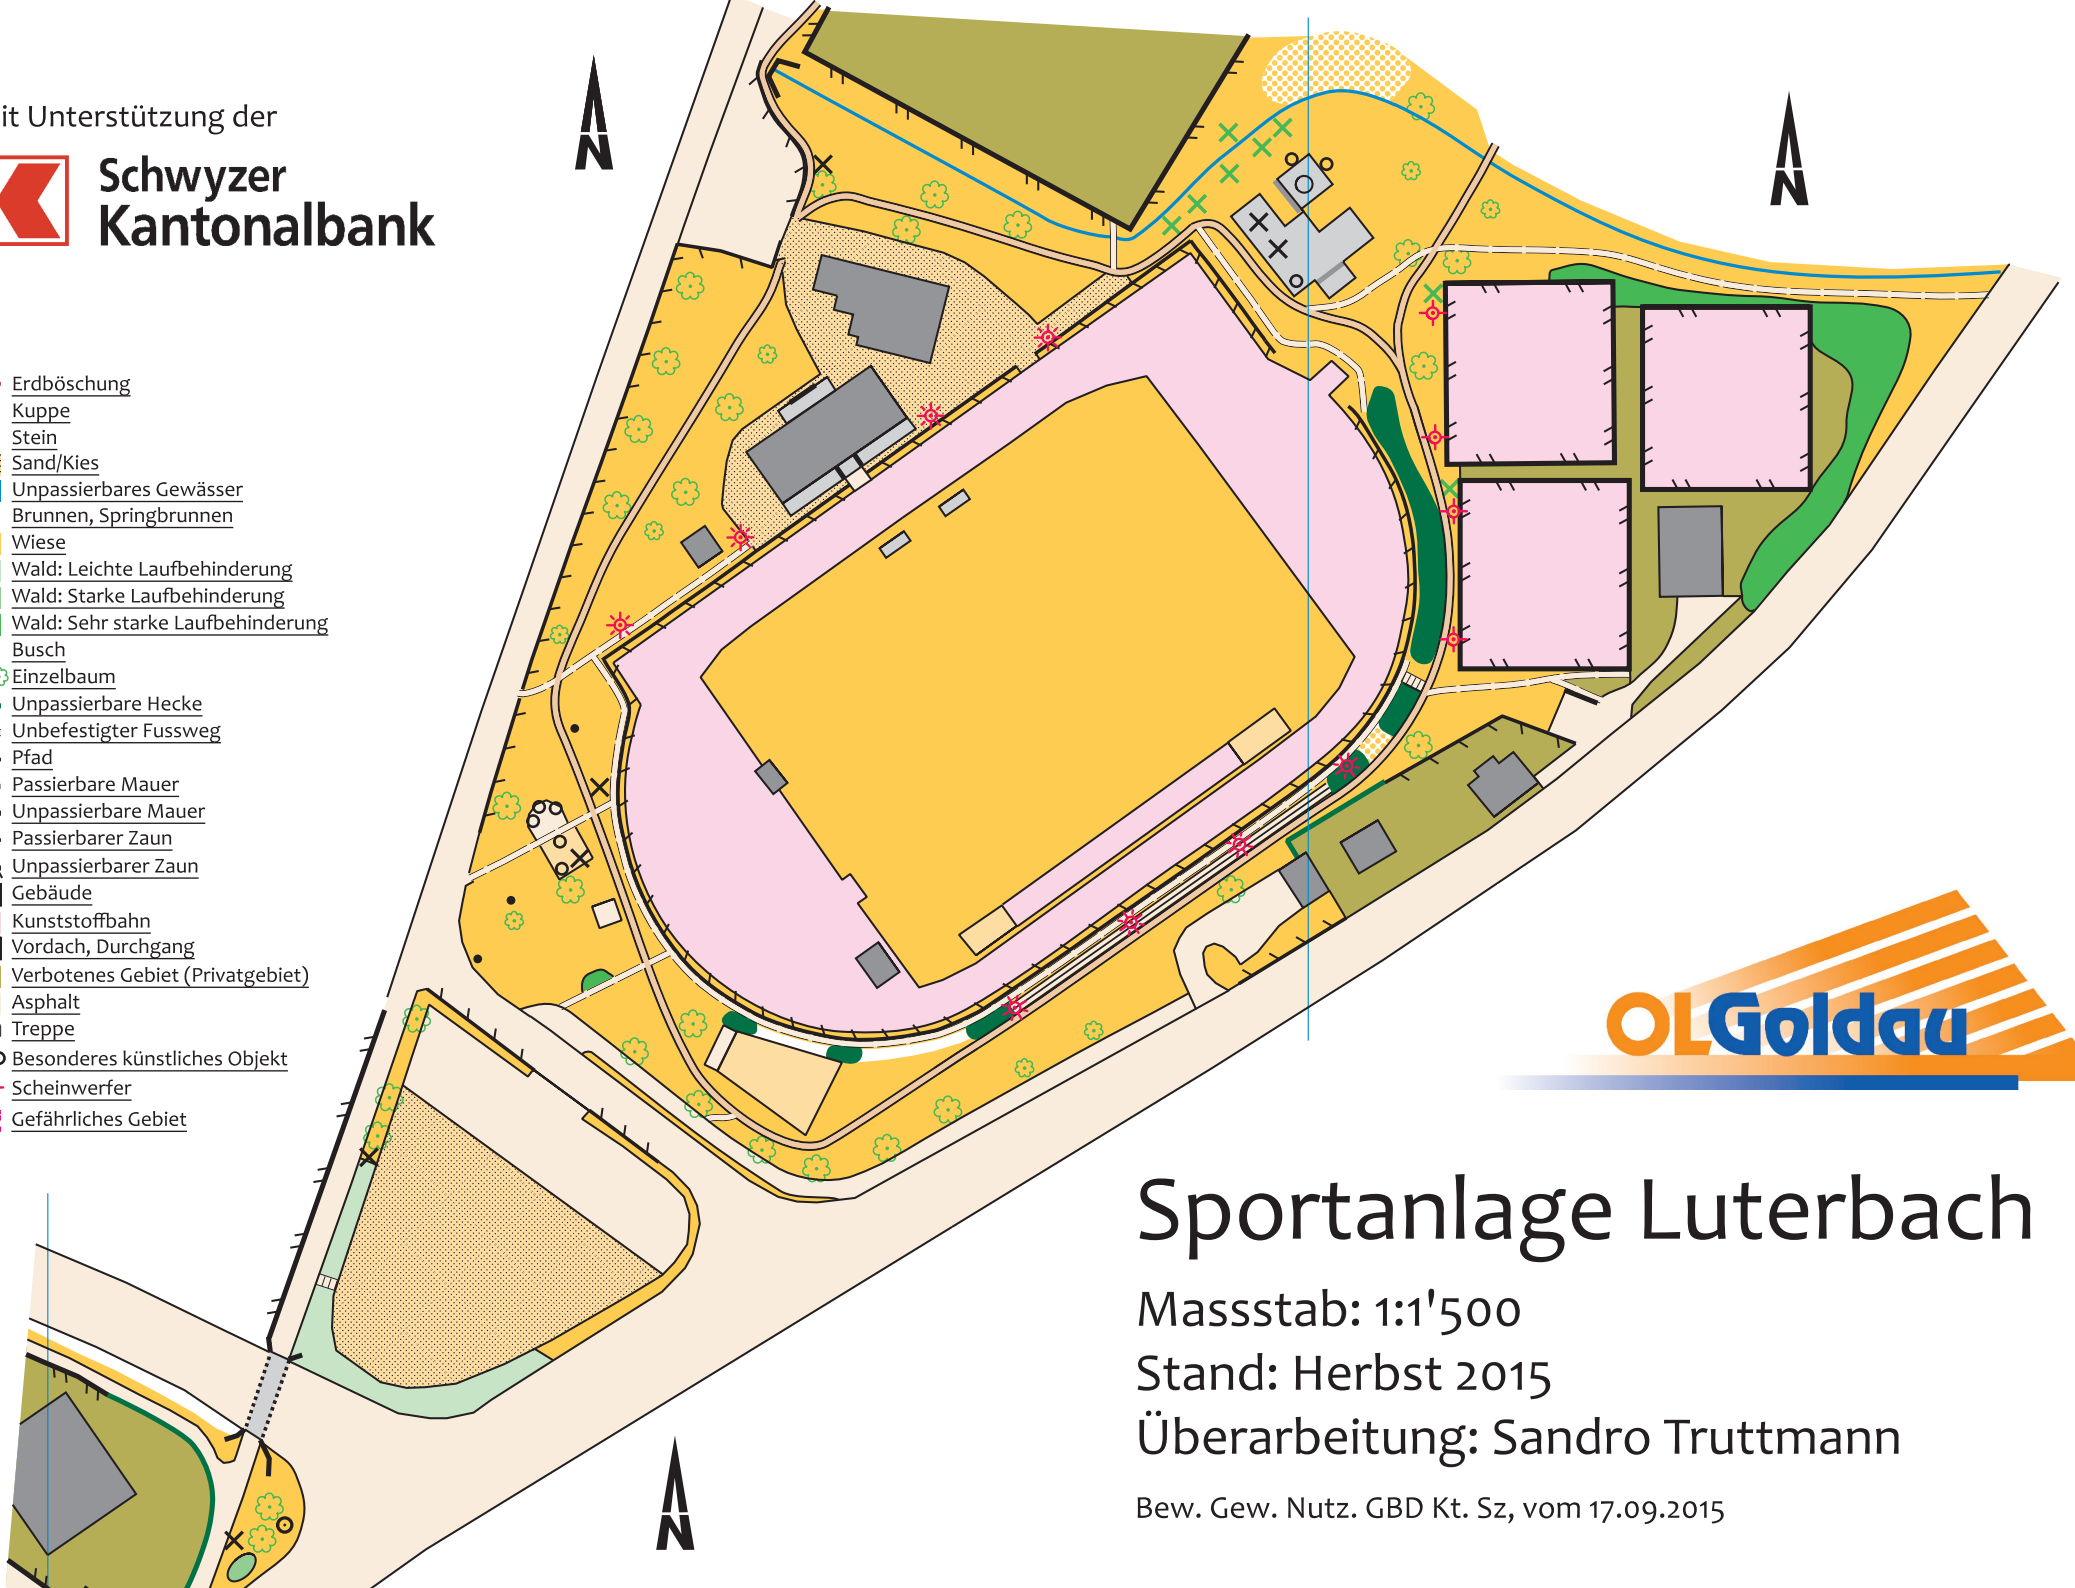 it Unterstützung der
Schwyzer
Kantonalbank
N
N
Erdböschung
Kuppe
Stein
Sand/Kies
Unpassierbares Gewässer
Brunnen, Springbrunnen
Wiese
Wald: Leichte Laufbehinderung
Wald: Starke Laufbehinderung
Wald: Sehr starke Laufbehinderung
Busch
Einzelbaum
Unpassierbare Hecke
Unbefestigter Fussweg
Pfad
Passierbare Mauer
Unpassierbare Mauer
Passierbarer Zaun
Unpassierbarer Zaun
Gebäude
Kunststoffbahn
Vordach, Durchgang
Verbotenes Gebiet (Privatgebiet)
Asphalt
Treppe
Besonderes künstliches Objekt
Scheinwerfer
Gefährliches Gebiet
OLGoldau
Sportanlage Luterbach
Massstab: 1:1'500
Stand: Herbst 2015
Überarbeitung: Sandro Truttmann
Bew. Gew. Nutz. GBD Kt. Sz, vom 17.09.2015
N